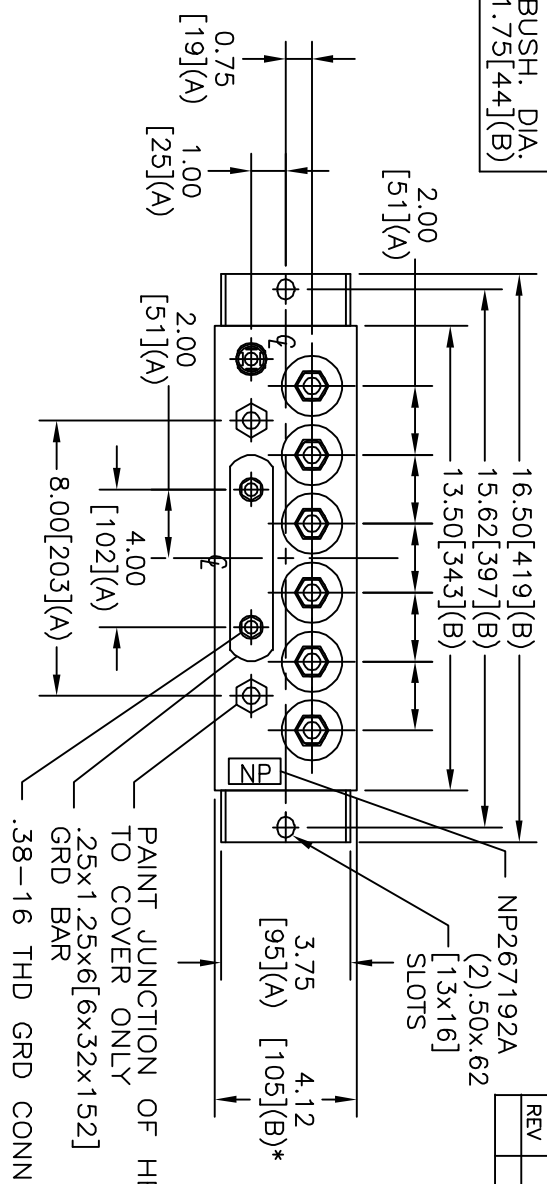 BUSH. DIA.
1.75[44](B)
REV
0.75
[19](A)
1.00
[25](A)
2.00
[51](A)
16.50[419](B)
15.62[397](B)
13.50[343](B)
2.00
[51](A)
4.00
[102](A)
8.00[203](A)
CL
CL
NP
NP267192A
(2).50x.62
[13x16]
SLOTS
3.75
[95](A)
4.12
[105](B)*
PAINT JUNCTION OF
TO COVER ONLY
.25x1.25x6[6x32x152]
GRD BAR
.38-16 THD GRD CONN